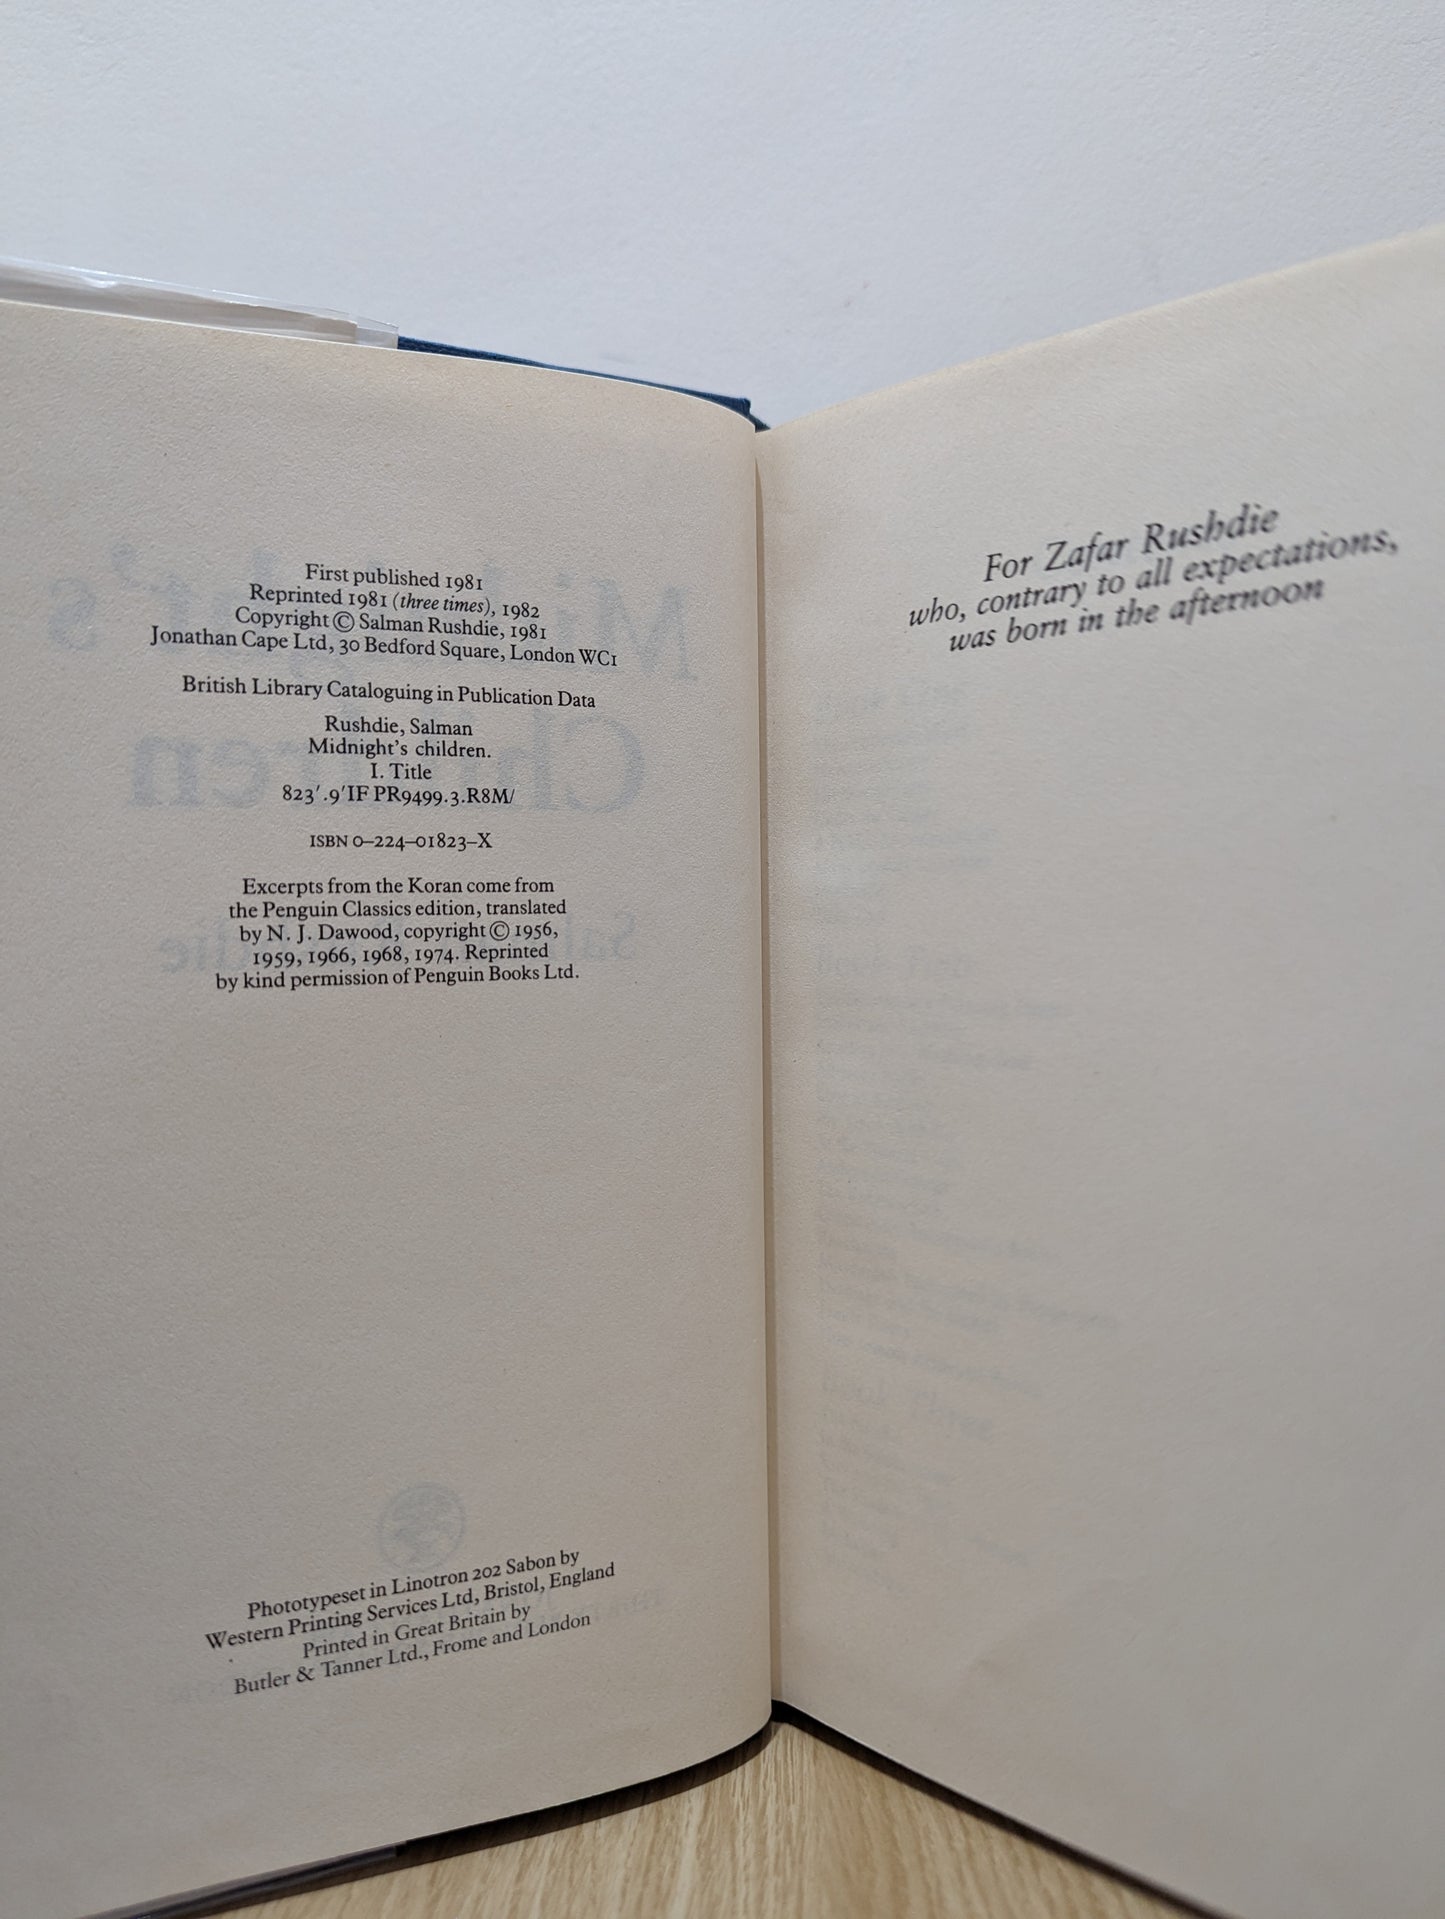 First published 1981
Reprinted 1981 (three times), 1982
Copyright © Salman Rushdie, 1981
Jonathan Cape Ltd, 30 Bedford Square, London WC1
British Library Cataloguing in Publication Data
Rushdie, Salman
Midnight's children.
I. Title
823'.9'1F PR9499.3.R8M/
ISBN 0–224–01823–X
Excerpts from the Koran come from
the Penguin Classics edition, translated
by N. J. Dawood, copyright © 1956,
1959, 1966, 1968, 1974. Reprinted
by kind permission of Penguin Books Ltd.
Phototypeset in Linotron 202 Sabon by
Western Printing Services Ltd, Bristol, England
Printed in Great Britain by
Butler & Tanner Ltd., Frome and London
For Zafar Rushdie
who, contrary to all expectations,
was born in the afternoon